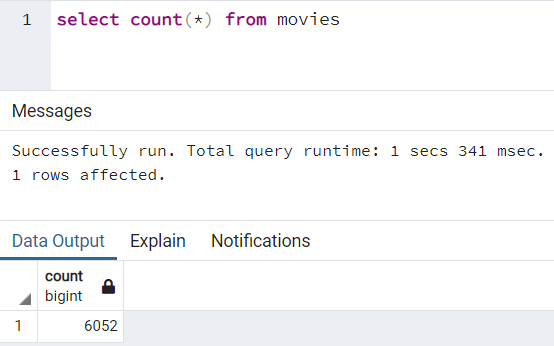 1 select count(*) from movies
Messages
Successfully run. Total query runtime: 1 secs 341 msec.
1 rows affected.
Data Output Explain Notifications
count
bigint
1 6052